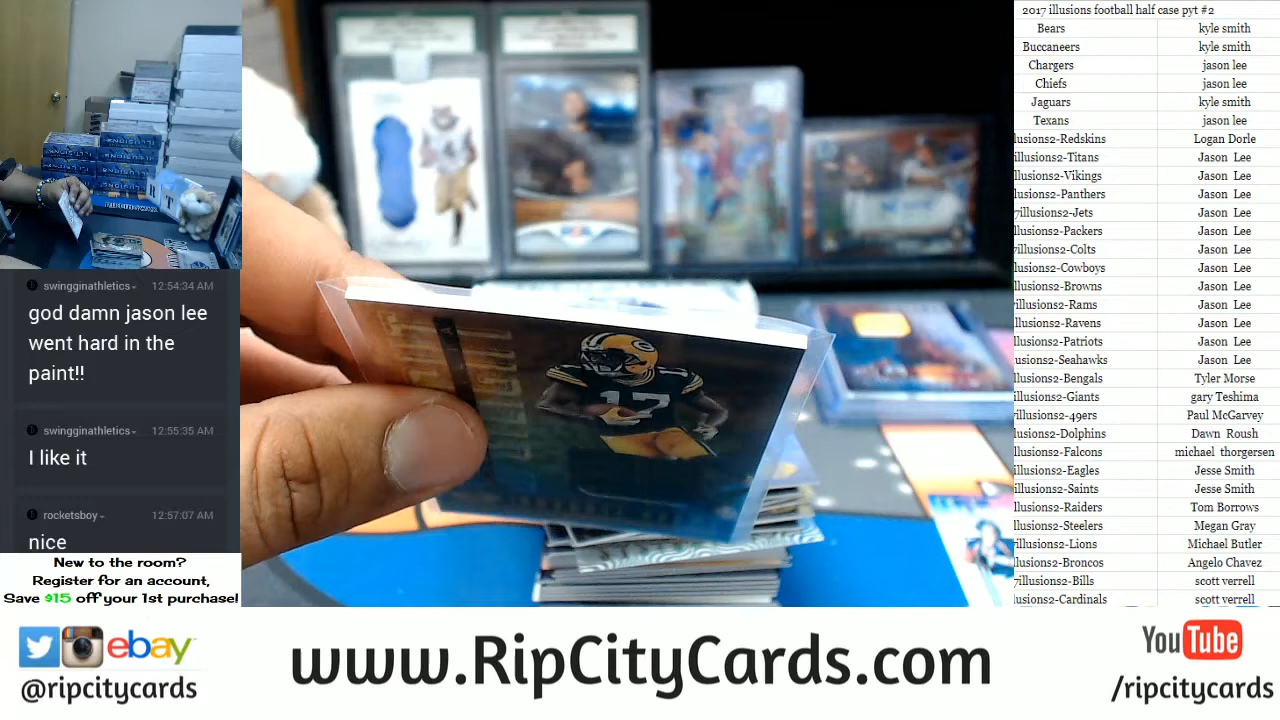 swingginathletics 12:54:34 AM
god damn jason lee
went hard in the
paint!!
swingginathletics 12:55:35 AM
I like it
rocketsboy 12:57:07 AM
nice
New to the room?
Register for an account,
Save $15 off your 1st purchase!
17
2017 illusions football half case pyt #2
Bears kyle smith
Buccaneers kyle smith
Chargers jason lee
Chiefs jason lee
Jaguars kyle smith
Texans jason lee
llusions2-Redskins Logan Dorle
illusions2-Titans Jason Lee
illusions2-Vikings Jason Lee
llusions2-Panthers Jason Lee
7illusions2-Jets Jason Lee
llusions2-Packers Jason Lee
7illusions2-Colts Jason Lee
lusions2-Cowboys Jason Lee
llusions2-Browns Jason Lee
illusions2-Rams Jason Lee
illusions2-Ravens Jason Lee
llusions2-Patriots Jason Lee
lusions2-Seahawks Jason Lee
llusions2-Bengals Tyler Morse
illusions2-Giants gary Teshima
illusions2-49ers Paul McGarvey
llusions2-Dolphins Dawn Roush
illusions2-Falcons michael thorgersen
illusions2-Eagles Jesse Smith
illusions2-Saints Jesse Smith
illusions2-Raiders Tom Borrows
llusions2-Steelers Megan Gray
illusions2-Lions Michael Butler
llusions2-Broncos Angelo Chavez
7illusions2-Bills scott verrell
lusions2-Cardinals scott verrell
ebay
@ripcitycards
www.RipCityCards.com
YouTube
/ripcitycards